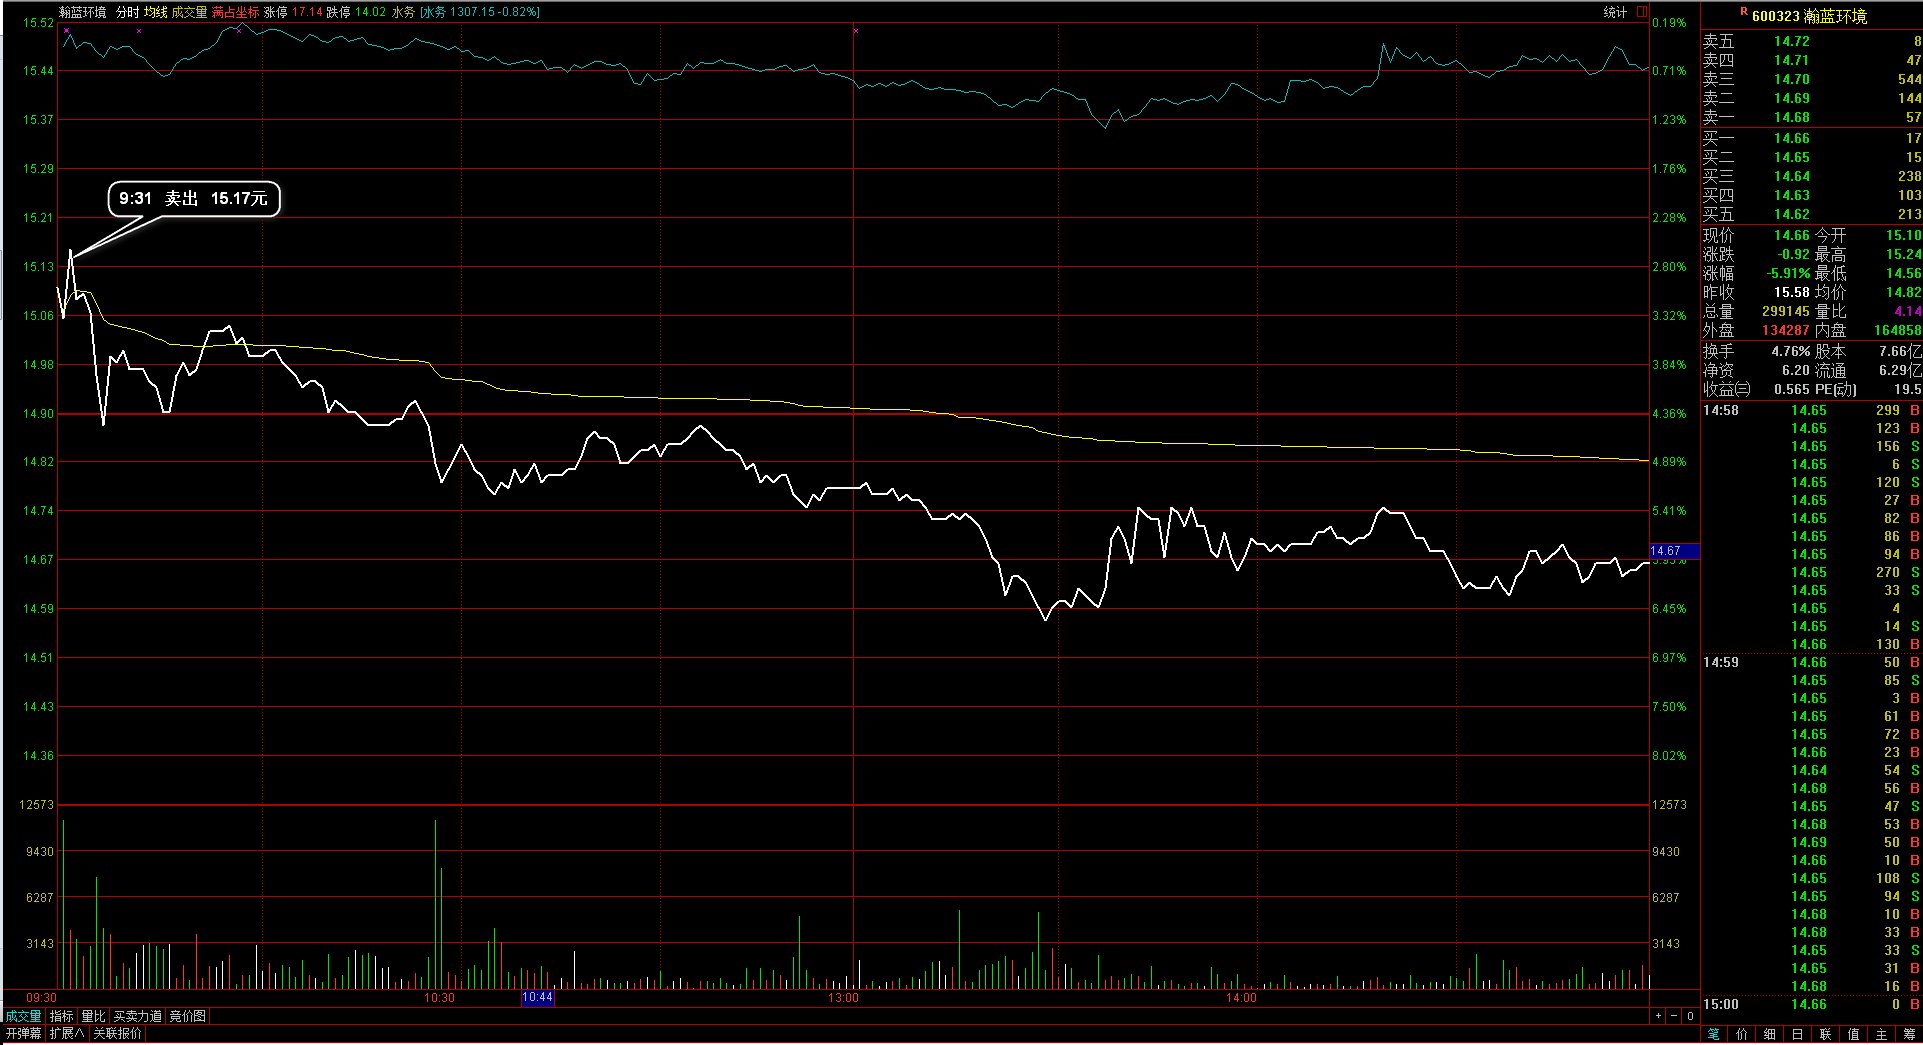 瀚蓝环境 分时 均线 成交量 满占坐标 涨停 17.14 跌停 14.02 水务 [水务 1307.15 -0.82%] 统计
R 600323 瀚蓝环境
15.52 0.19%
15.44 0.71%
15.37 1.23%
15.29 1.76%
15.21 2.28%
15.13 2.80%
15.06 3.32%
14.98 3.84%
14.90 4.36%
14.82 4.89%
14.74 5.41%
14.67 5.93%
14.59 6.45%
14.51 6.97%
14.43 7.50%
14.36 8.02%
12573 12573
9430 9430
6287 6287
3143 3143
9:31 卖出 15.17元
14.67
09:30 10:30 10:44 13:00 14:00
成交量 指标 量比 买卖力道 竞价图 + - 0
开弹幕 扩展∧ 关联报价
卖五 14.72 8
卖四 14.71 47
卖三 14.70 544
卖二 14.69 144
卖一 14.68 57
买一 14.66 17
买二 14.65 15
买三 14.64 238
买四 14.63 103
买五 14.62 213
现价 14.66 今开 15.10
涨跌 -0.92 最高 15.24
涨幅 -5.91% 最低 14.56
昨收 15.58 均价 14.82
总量 299145 量比 4.14
外盘 134287 内盘 164858
换手 4.76% 股本 7.66亿
净资 6.20 流通 6.29亿
收益㈢ 0.565 PE(动) 19.5
14:58 14.65 299 B
14.65 123 B
14.65 156 S
14.65 6 S
14.65 120 S
14.65 27 B
14.65 82 B
14.65 86 B
14.65 94 B
14.65 270 S
14.65 33 S
14.65 4
14.65 14 S
14.66 130 B
14:59 14.66 50 B
14.65 85 S
14.65 3 B
14.65 61 B
14.65 72 B
14.66 23 B
14.64 54 S
14.68 56 B
14.65 47 S
14.68 53 B
14.69 50 B
14.66 10 B
14.65 108 S
14.65 94 S
14.68 10 B
14.68 33 B
14.65 33 S
14.65 31 B
14.68 16 B
15:00 14.66 0 B
笔 价 细 日 联 值 主 筹